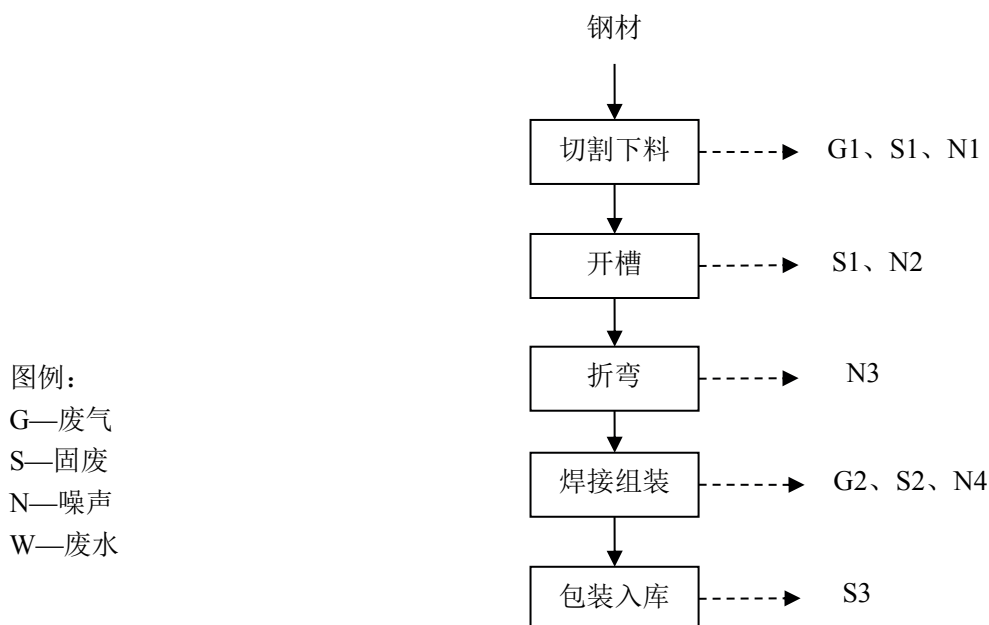 钢材
切割下料
G1、S1、N1
开槽
S1、N2
折弯
N3
焊接组装
G2、S2、N4
包装入库
S3
图例：
G—废气
S—固废
N—噪声
W—废水